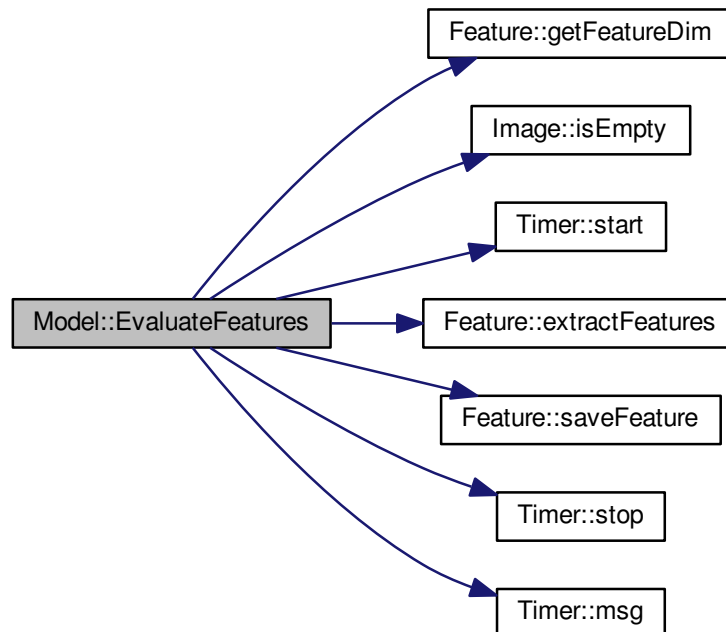 Feature::getFeatureDim
Image::isEmpty
Timer::start
Model::EvaluateFeatures
Feature::extractFeatures
Feature::saveFeature
Timer::stop
Timer::msg